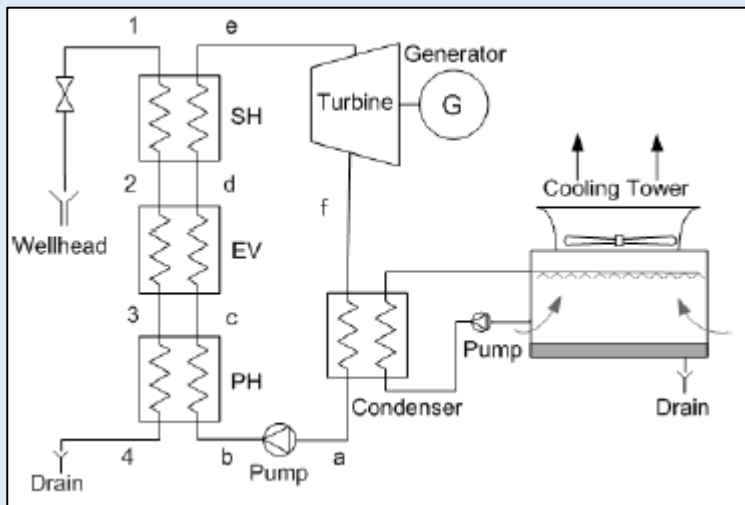 1
e
Generator
Turbine
G
SH
2
d
Cooling Tower
f
Wellhead
EV
3
c
Pump
PH
Condenser
4
b
a
Drain
Pump
Drain